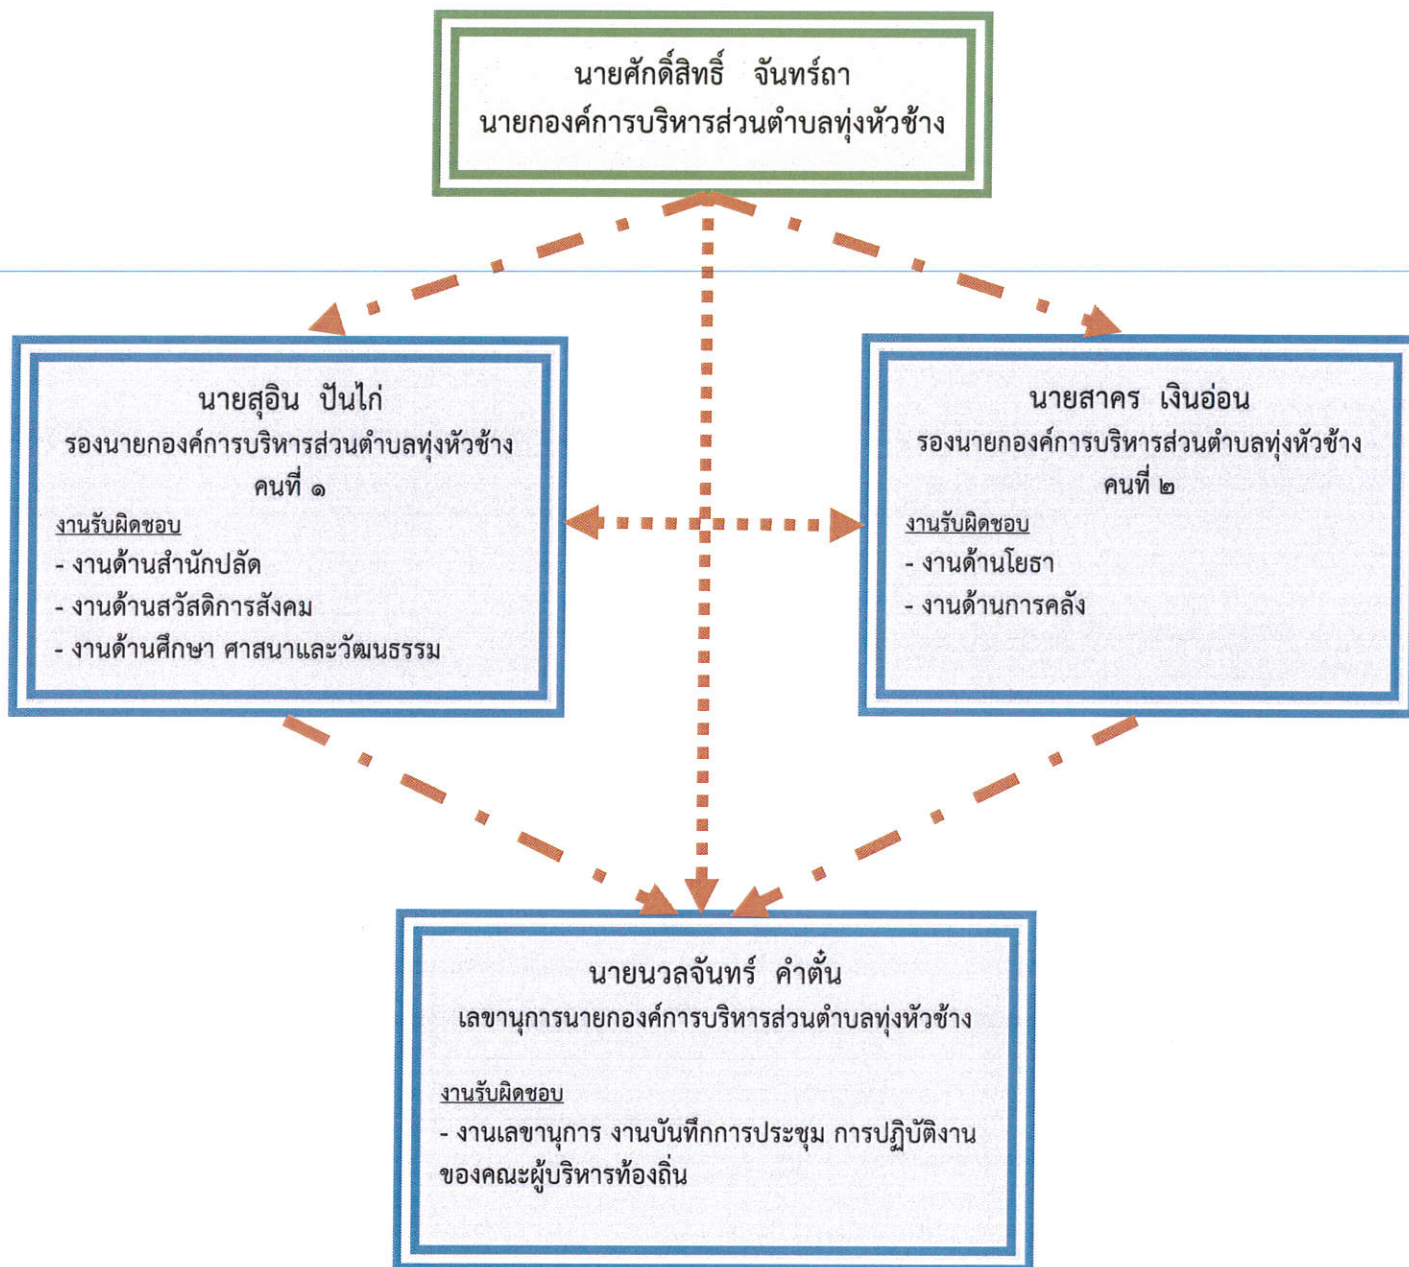 นายศักดิ์สิทธิ์ จันทร์ถา
นายกองค์การบริหารส่วนตำบลทุ่งหัวช้าง
นายสุอิน ปันไก่
รองนายกองค์การบริหารส่วนตำบลทุ่งหัวช้าง
คนที่ ๑
งานรับผิดชอบ
- งานด้านสำนักปลัด
- งานด้านสวัสดิการสังคม
- งานด้านศึกษา ศาสนาและวัฒนธรรม
นายสาคร เงินอ่อน
รองนายกองค์การบริหารส่วนตำบลทุ่งหัวช้าง
คนที่ ๒
งานรับผิดชอบ
- งานด้านโยธา
- งานด้านการคลัง
นายนวลจันทร์ คำตั๋น
เลขานุการนายกองค์การบริหารส่วนตำบลทุ่งหัวช้าง
งานรับผิดชอบ
- งานเลขานุการ งานบันทึกการประชุม การปฏิบัติงาน
ของคณะผู้บริหารท้องถิ่น